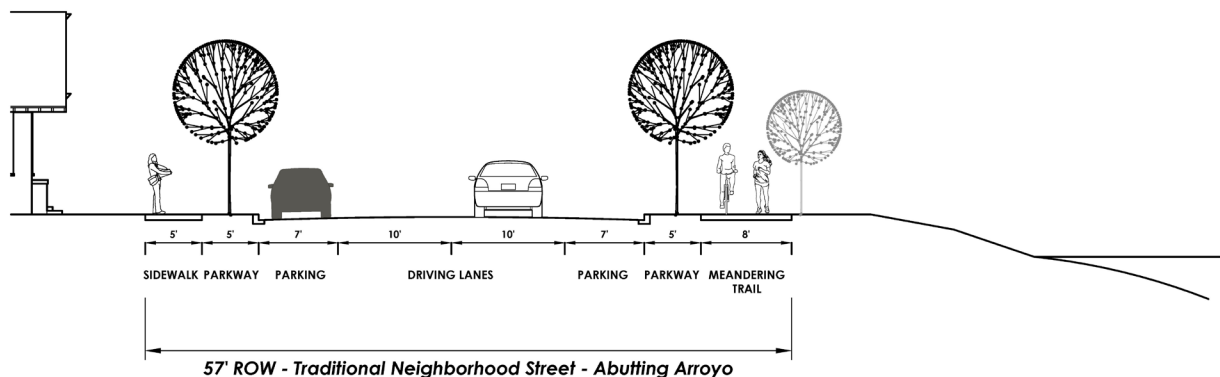 5' 5' 7' 10' 10' 7' 5' 8'
SIDEWALK PARKWAY PARKING DRIVING LANES PARKING PARKWAY MEANDERING
TRAIL
57' ROW - Traditional Neighborhood Street - Abutting Arroyo